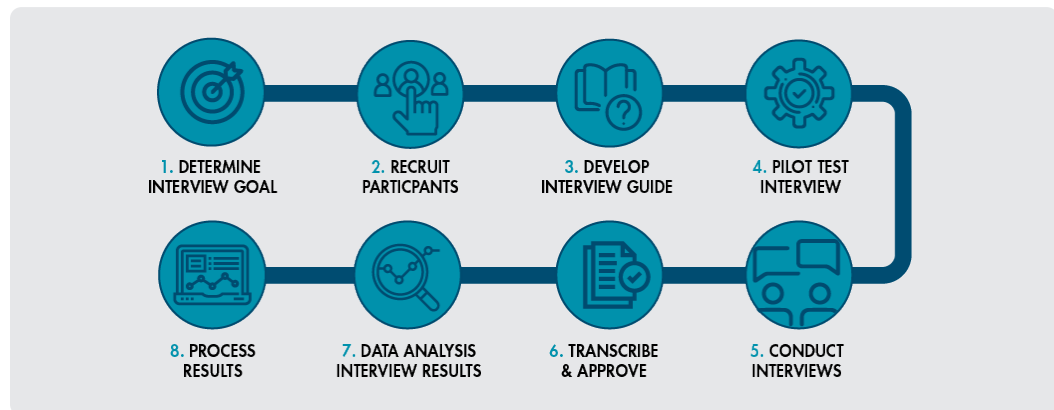 1. DETERMINE
INTERVIEW GOAL
2. RECRUIT
PARTICPANTS
3. DEVELOP
INTERVIEW GUIDE
4. PILOT TEST
INTERVIEW
5. CONDUCT
INTERVIEWS
6. TRANSCRIBE
& APPROVE
7. DATA ANALYSIS
INTERVIEW RESULTS
8. PROCESS
RESULTS
?